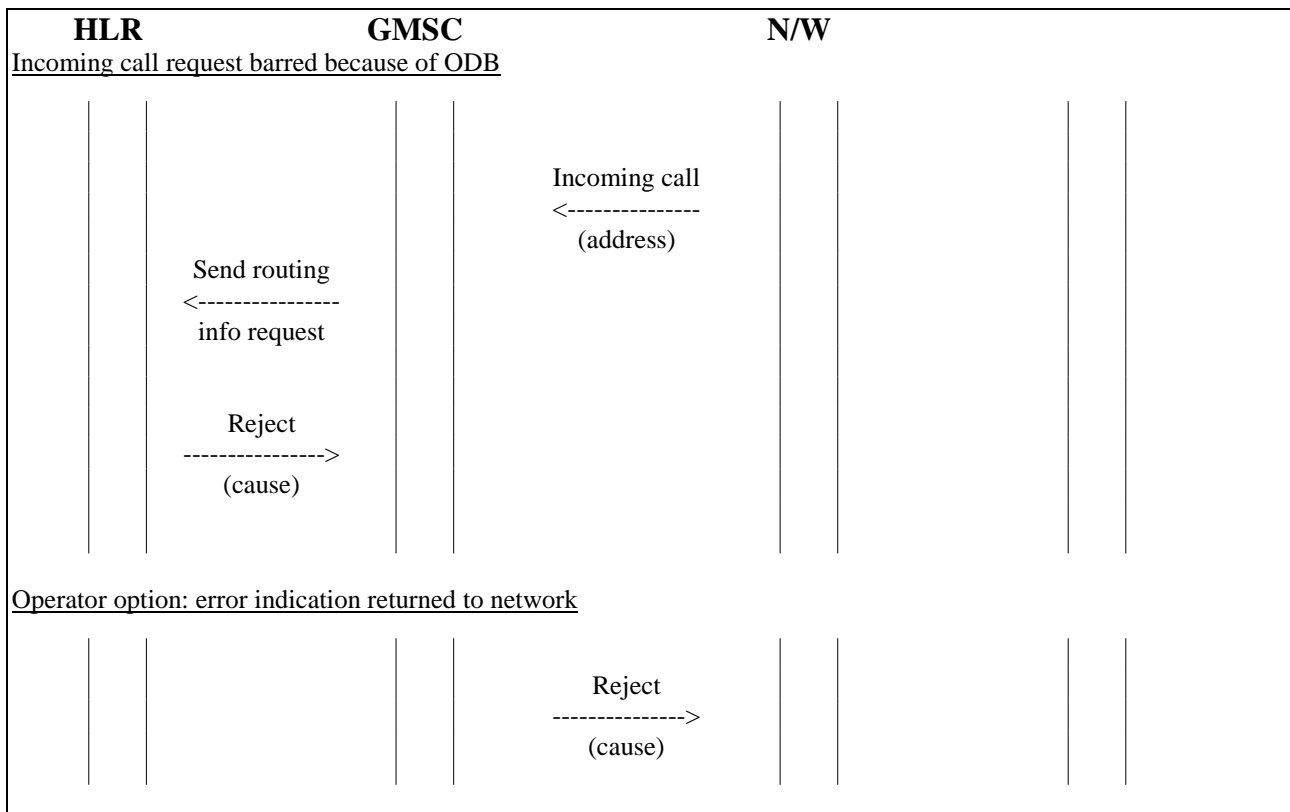 HLR GMSC N/W
Incoming call request barred because of ODB
Incoming call
<---------------
(address)
Send routing
<----------------
info request
Reject
---------------->
(cause)
Operator option: error indication returned to network
Reject
--------------->
(cause)